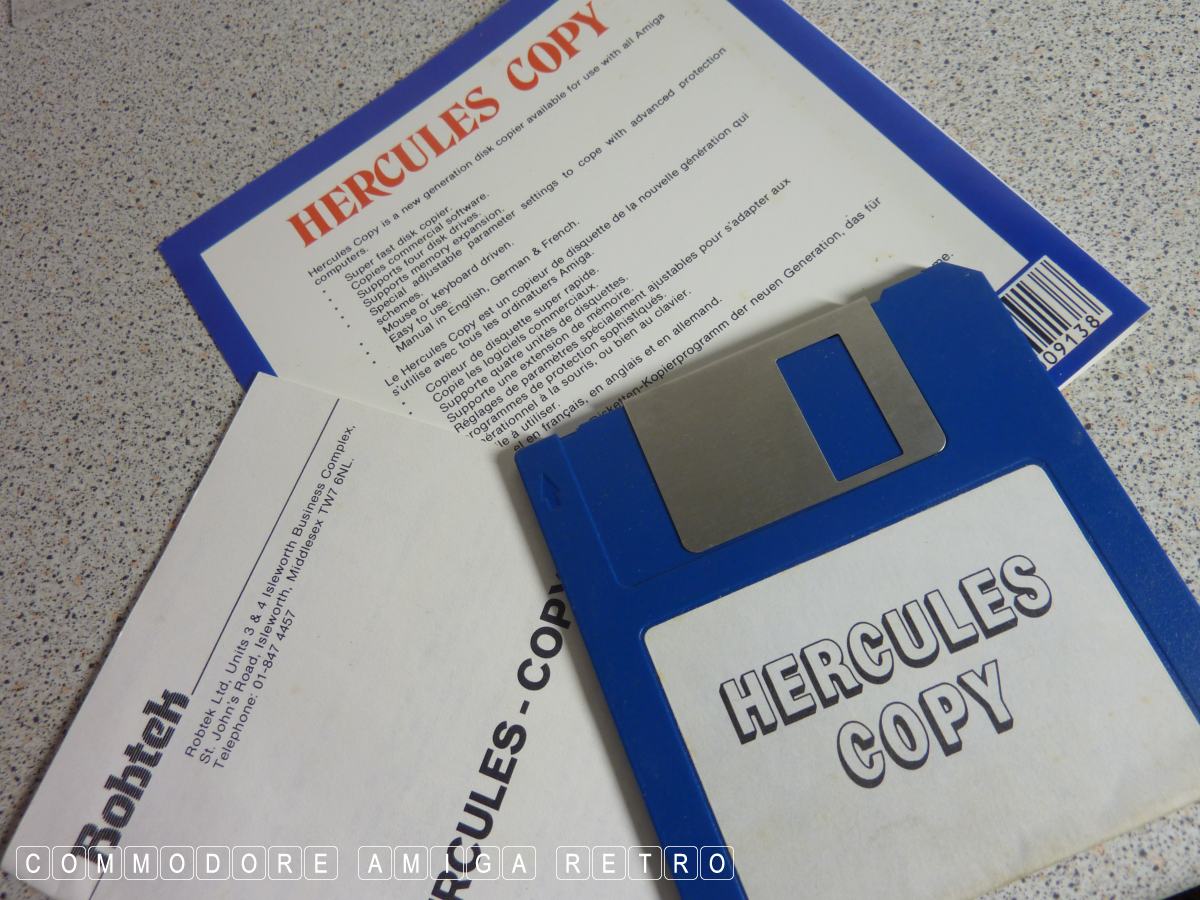 HERCULES COPY
Hercules Copy is a new generation disk copier available for use with all Amiga
computers.
Super fast disk copier.
Copies commercial software.
Supports four disk drives.
Supports memory expansion.
Special adjustable parameter settings to cope with advanced protection
schemes.
Mouse or keyboard driven.
Easy to use.
Manual in English, German & French.
Le Hercules Copy est un copieur de disquette de la nouvelle génération qui
s'utilise avec tous les ordinatuers Amiga.
Copieur de disquette super rapide.
Copie les logiciels commerciaux.
Supporte quatre unités de disquettes.
Supporte une extension de mémoire.
Réglages de paramètres spécialement ajustables pour s'adapter aux
programmes de protection sophistiqués.
à la souris, ou bien au clavier.
à utiliser.
en français, en anglais et en allemand.
Disketten-Kopierprogramm der neuen Generation, das für
09138
Robtek
Robtek Ltd, Units 3 & 4 Isleworth Business Complex,
St. John's Road, Isleworth, Middlesex TW7 6NL.
Telephone: 01-847 4457
HERCULES - COPY
HERCULES
COPY
COMMODORE AMIGA RETRO